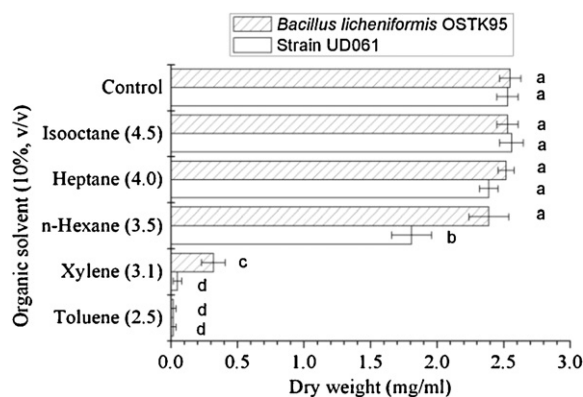 Bacillus licheniformis OSTK95
Strain UD061
Organic solvent (10%, v/v)
Control
a
a
Isooctane (4.5)
a
a
Heptane (4.0)
a
a
n-Hexane (3.5)
a
b
Xylene (3.1)
c
d
Toluene (2.5)
d
d
0.0 0.5 1.0 1.5 2.0 2.5 3.0
Dry weight (mg/ml)